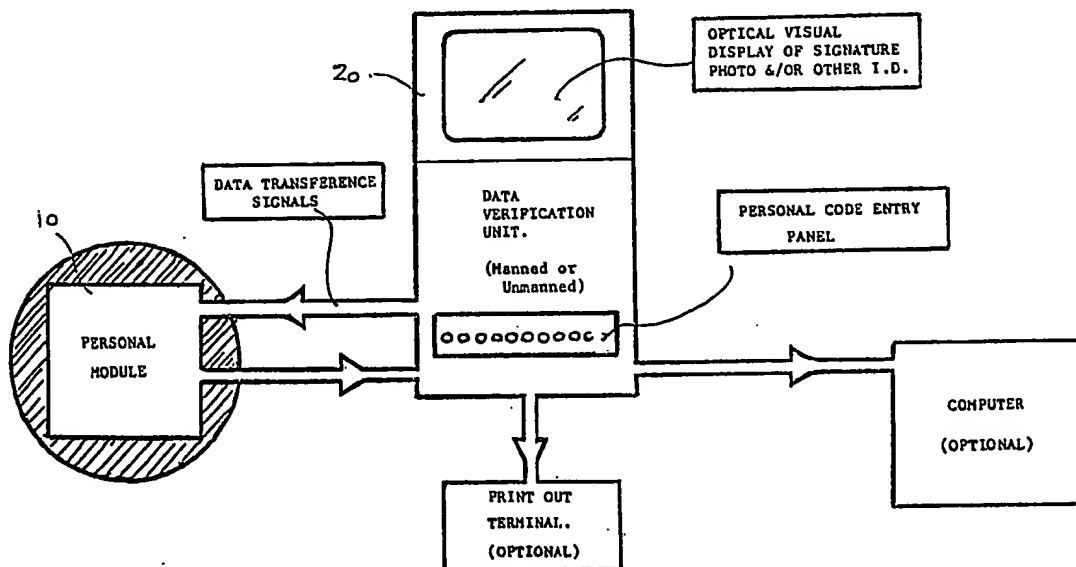 OPTICAL VISUAL
DISPLAY OF SIGNATURE
PHOTO &/OR OTHER I.D.
20
DATA TRANSFERENCE
SIGNALS
DATA
VERIFICATION
UNIT.
(Manned or
Unmanned)
PERSONAL CODE ENTRY
PANEL
10
PERSONAL
MODULE
COMPUTER
(OPTIONAL)
PRINT OUT
TERMINAL.
(OPTIONAL)